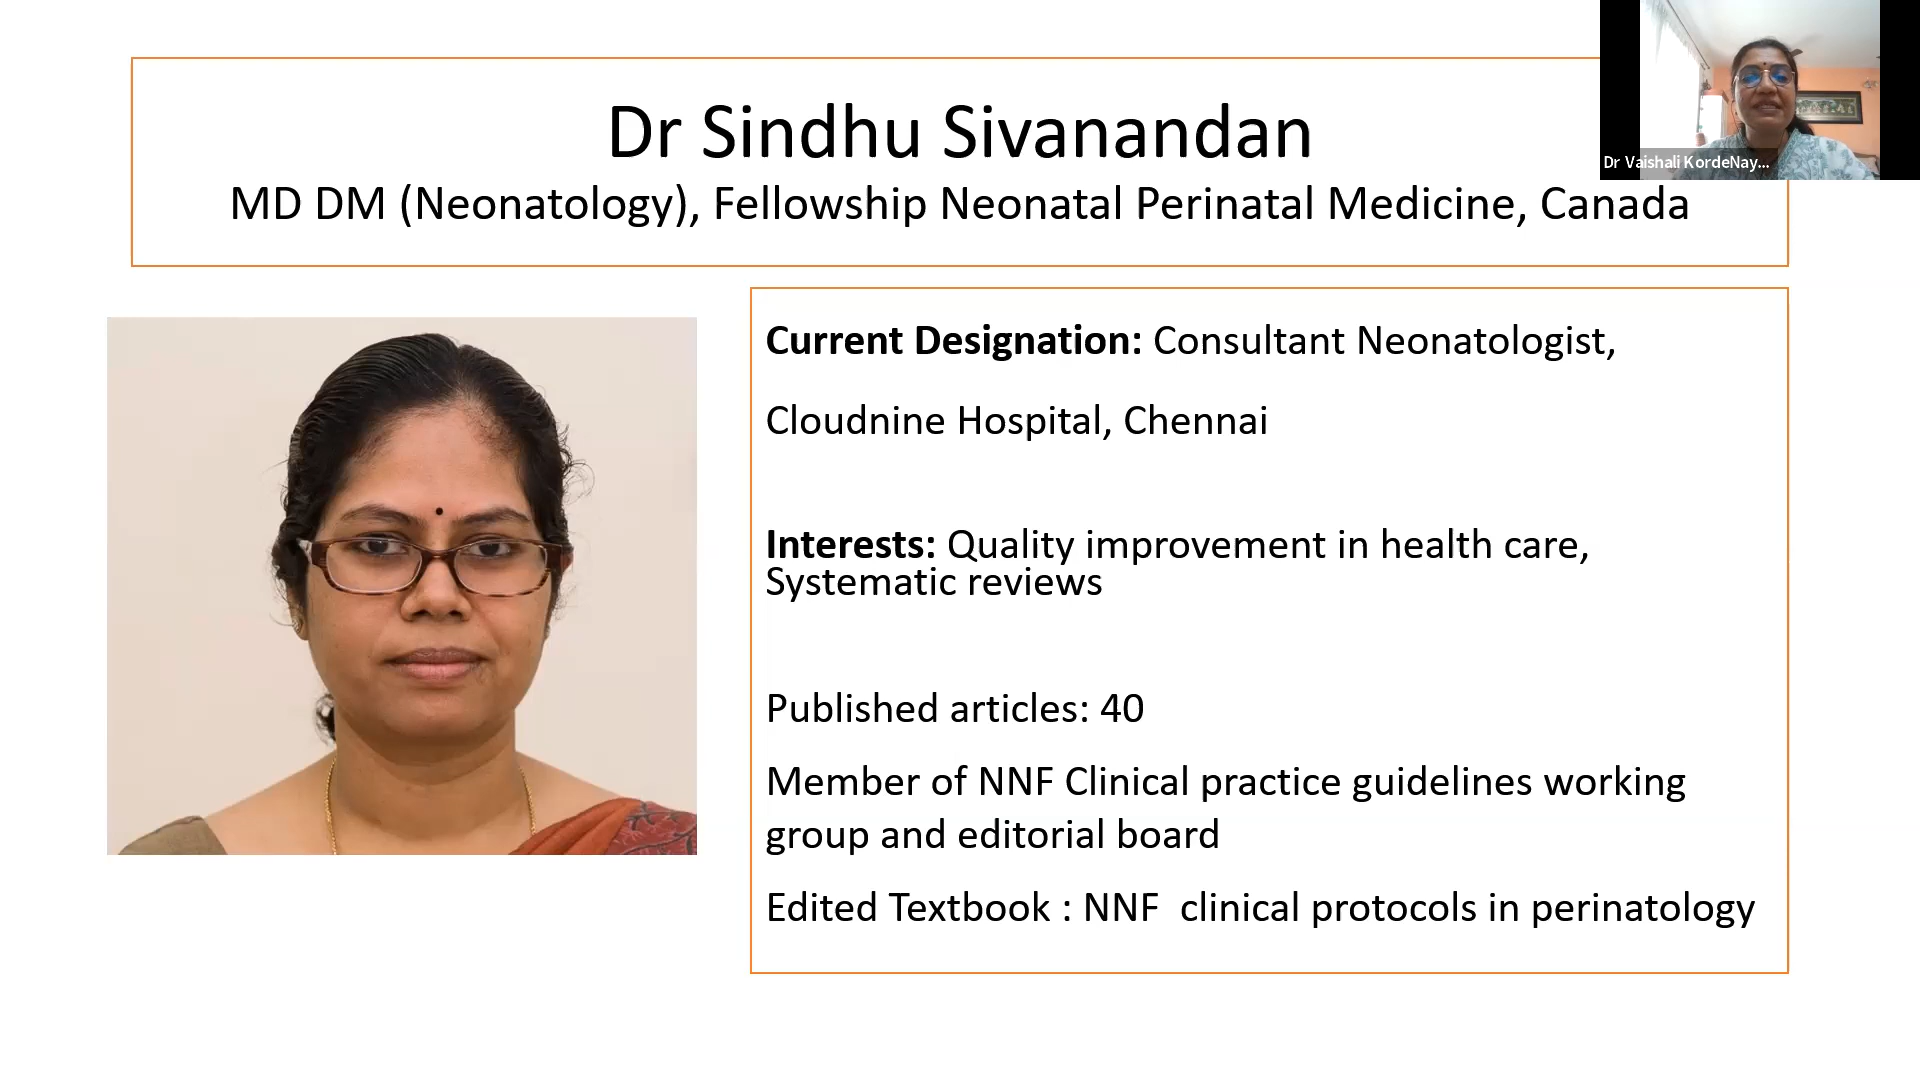 Dr Sindhu Sivanandan
MD DM (Neonatology), Fellowship Neonatal Perinatal Medicine, Canada
Dr Vaishali KordeNay...
Current Designation: Consultant Neonatologist,
Cloudnine Hospital, Chennai
Interests: Quality improvement in health care,
Systematic reviews
Published articles: 40
Member of NNF Clinical practice guidelines working
group and editorial board
Edited Textbook : NNF  clinical protocols in perinatology